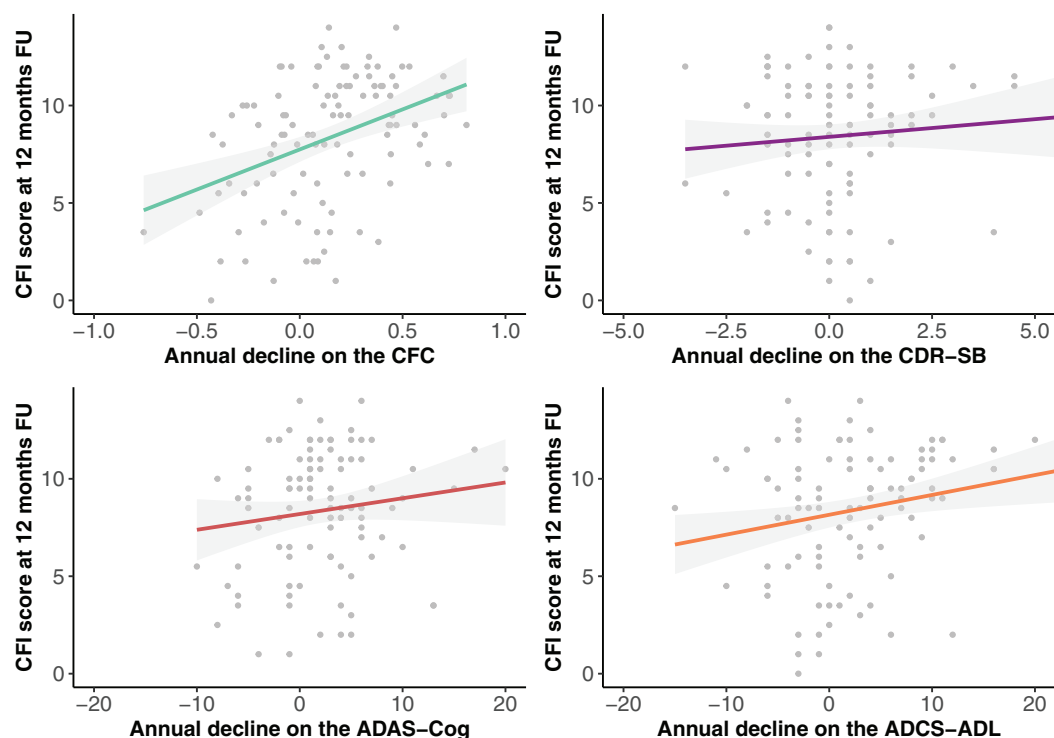 CFI score at 12 months FU
10
5
0
−1.0 −0.5 0.0 0.5 1.0
Annual decline on the CFC
CFI score at 12 months FU
10
5
0
−5.0 −2.5 0.0 2.5 5.0
Annual decline on the CDR−SB
CFI score at 12 months FU
10
5
0
−20 −10 0 10 20
Annual decline on the ADAS−Cog
CFI score at 12 months FU
10
5
0
−20 −10 0 10 20
Annual decline on the ADCS−ADL